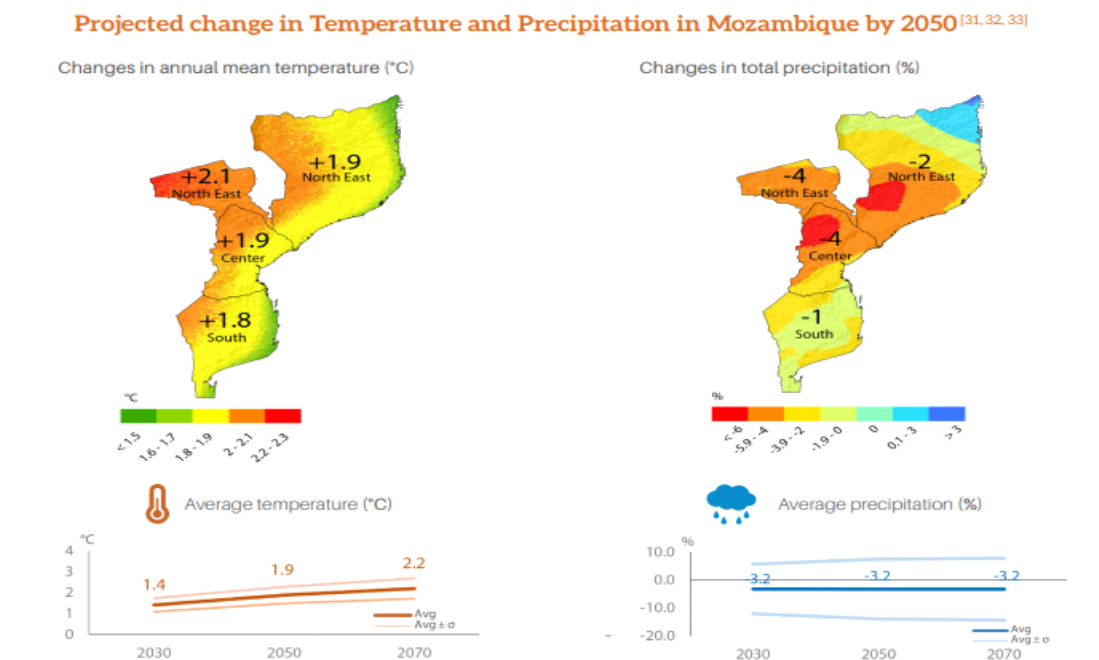 Projected change in Temperature and Precipitation in Mozambique by 2050 [31, 32, 33]
Changes in annual mean temperature (°C)
+2.1
North East
+1.9
North East
+1.9
Center
+1.8
South
°C
< 1.5
1.6 - 1.7
1.8 - 1.9
2 - 2.1
2.2 - 2.3
Changes in total precipitation (%)
-4
North East
-2
North East
-4
Center
-1
South
%
< -6
-5.9 - -4
-3.9 - -2
-1.9 - 0
0
0.1 - 3
> 3
Average temperature (°C)
°C
4
3
2
1
0
1.4
1.9
2.2
Avg
Avg ± σ
2030
2050
2070
Average precipitation (%)
%
10.0
0.0
-10.0
- -20.0
-3.2
-3.2
-3.2
Avg
Avg ± σ
2030
2050
2070